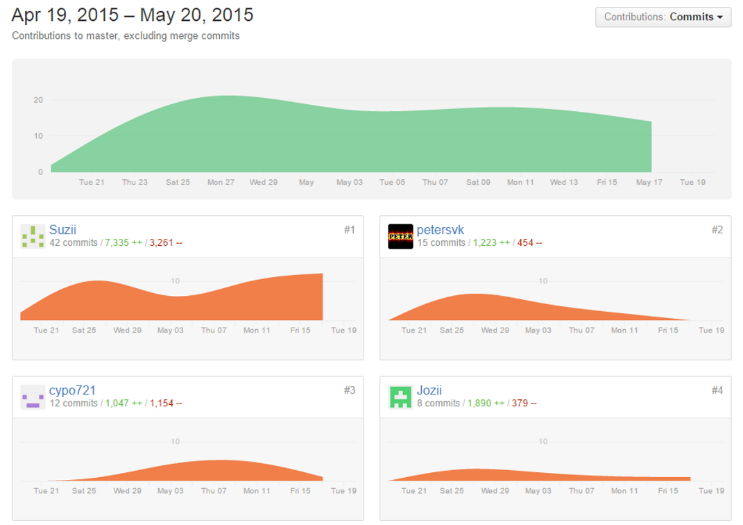 Apr 19, 2015 – May 20, 2015
Contributions: Commits
Contributions to master, excluding merge commits
20
10
0
Tue 21 Thu 23 Sat 25 Mon 27 Wed 29 May May 03 Tue 05 Thu 07 Sat 09 Mon 11 Wed 13 Fri 15 May 17 Tue 19
Suzii #1
42 commits / 7,335 ++ / 3,261 --
10
Tue 21 Sat 25 Wed 29 May 03 Thu 07 Mon 11 Fri 15 Tue 19
petersvk #2
PETER
15 commits / 1,223 ++ / 454 --
10
Tue 21 Sat 25 Wed 29 May 03 Thu 07 Mon 11 Fri 15 Tue 19
cypo721 #3
12 commits / 1,047 ++ / 1,154 --
10
Tue 21 Sat 25 Wed 29 May 03 Thu 07 Mon 11 Fri 15 Tue 19
Jozii #4
8 commits / 1,890 ++ / 379 --
10
Tue 21 Sat 25 Wed 29 May 03 Thu 07 Mon 11 Fri 15 Tue 19